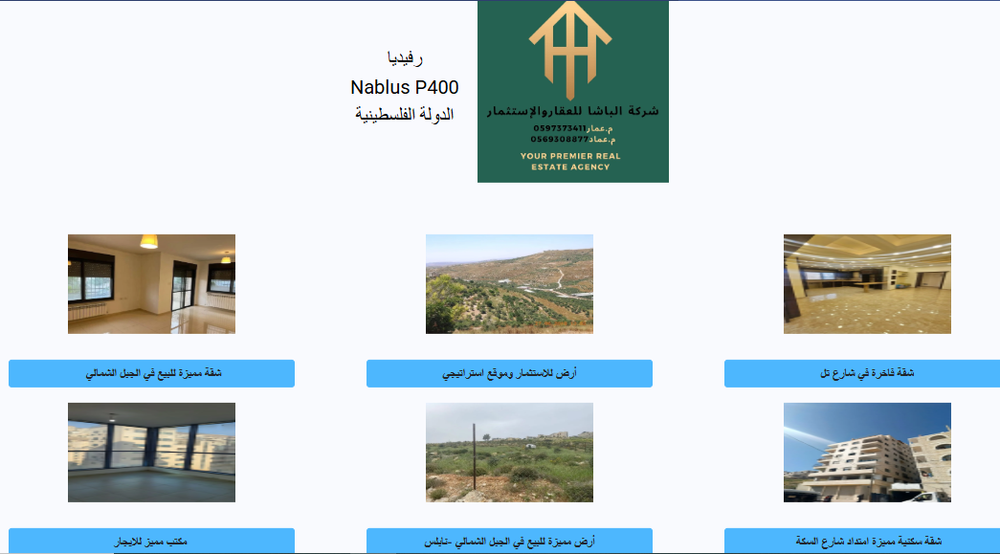 رفيديا
Nablus P400
الدولة الفلسطينية
شركة الباشا للعقاروالإستثمار
م.عمار0597373411
م.عماد0569308877
YOUR PREMIER REAL
ESTATE AGENCY
شقة مميزة للبيع في الجبل الشمالي
أرض للاستثمار وموقع استراتيجي
شقة فاخرة في شارع تل
مكتب مميز للايجار
أرض مميزة للبيع في الجبل الشمالي -نابلس
شقة سكنية مميزة امتداد شارع السكة